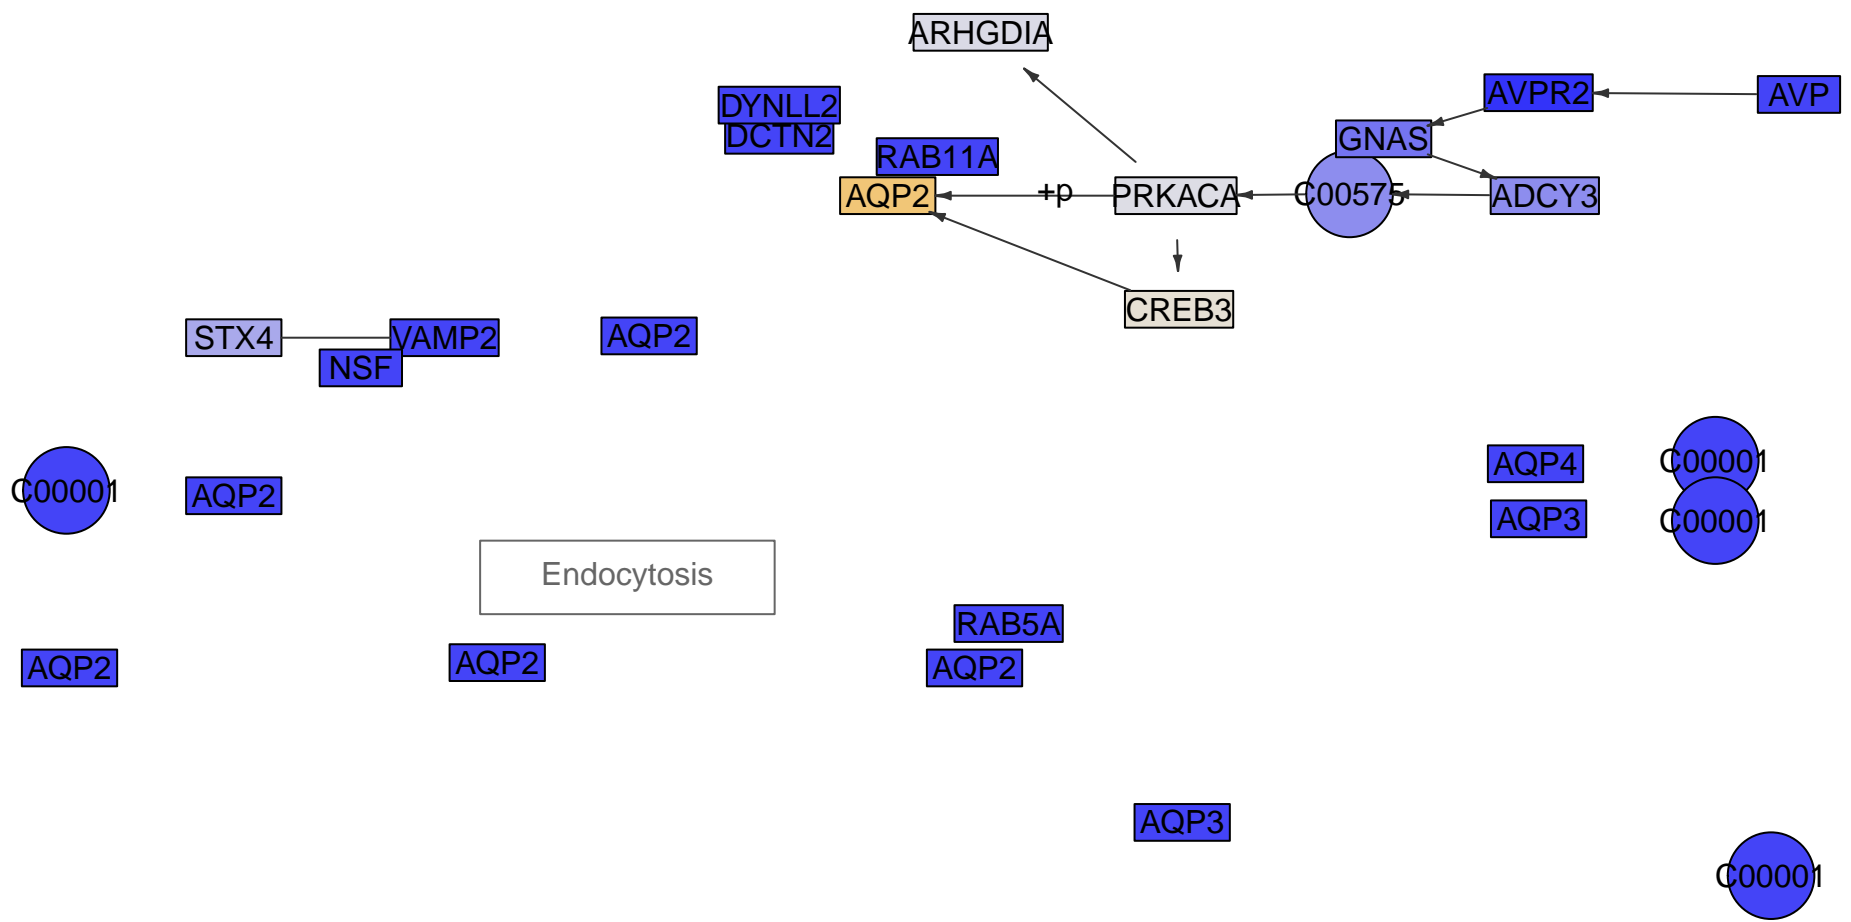 ARHGDIA
DYNLL2
AVPR2
AVP
DCTN2
GNAS
RAB11A
AQP2
+p
PRKACA
C00575
ADCY3
CREB3
STX4
VAMP2
AQP2
NSF
C00001
AQP2
AQP4
C00001
AQP3
C00001
Endocytosis
RAB5A
AQP2
AQP2
AQP2
AQP3
C00001